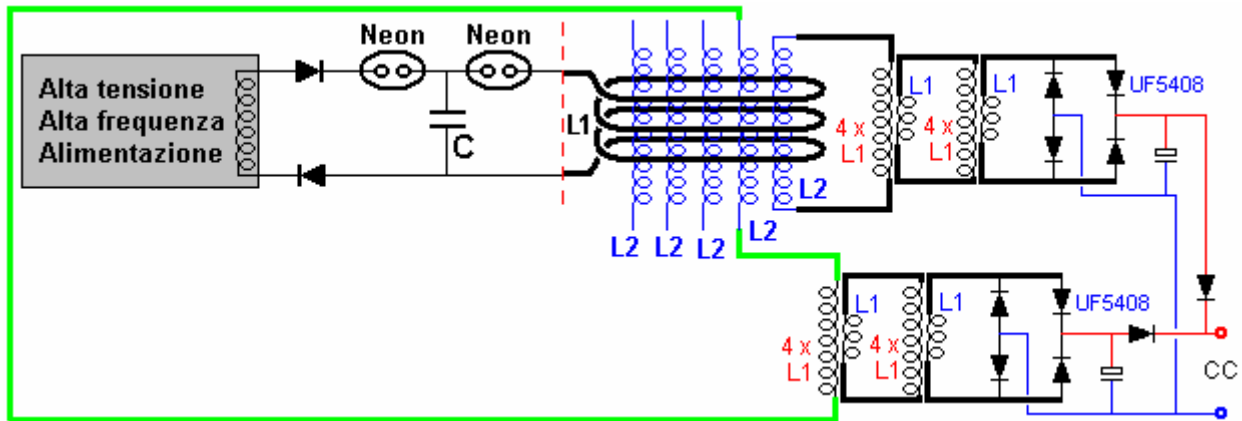 Neon Neon
Alta tensione
Alta frequenza
Alimentazione
C
L1
L2 L2 L2 L2
L2
4 x
L1
L1
4 x
L1
L1
UF5408
4 x
L1
L1
4 x
L1
L1
UF5408
CC